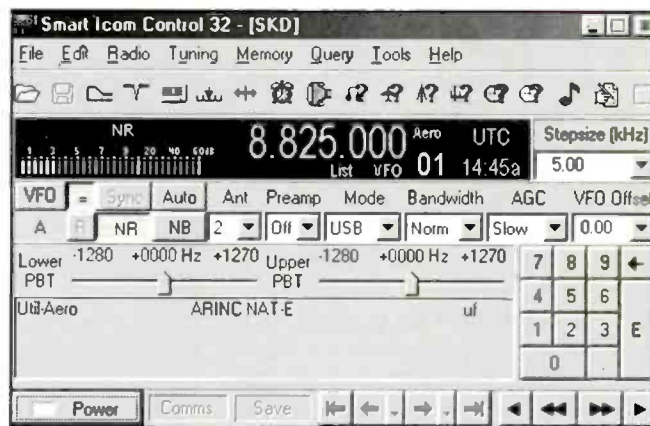 Smart Icom Control 32 - [SKD]
File Edit Radio Tuning Memory Query Tools Help
NR 8.825.000 Aero UTC Stepsize (kHz)
1 3 5 7 9 20 40 60dB List VFO 01 14:45a 5.00
VFO = Sync Auto Ant Preamp Mode Bandwidth AGC VFO Offset
A B NR NB 2 Off USB Norm Slow 0.00
Lower PBT -1280 +0000 Hz +1270 Upper PBT -1280 +0000 Hz +1270
Util-Aero ARINC NAT-E uf
7 8 9
4 5 6
1 2 3 E
0 .
Power Comms Save